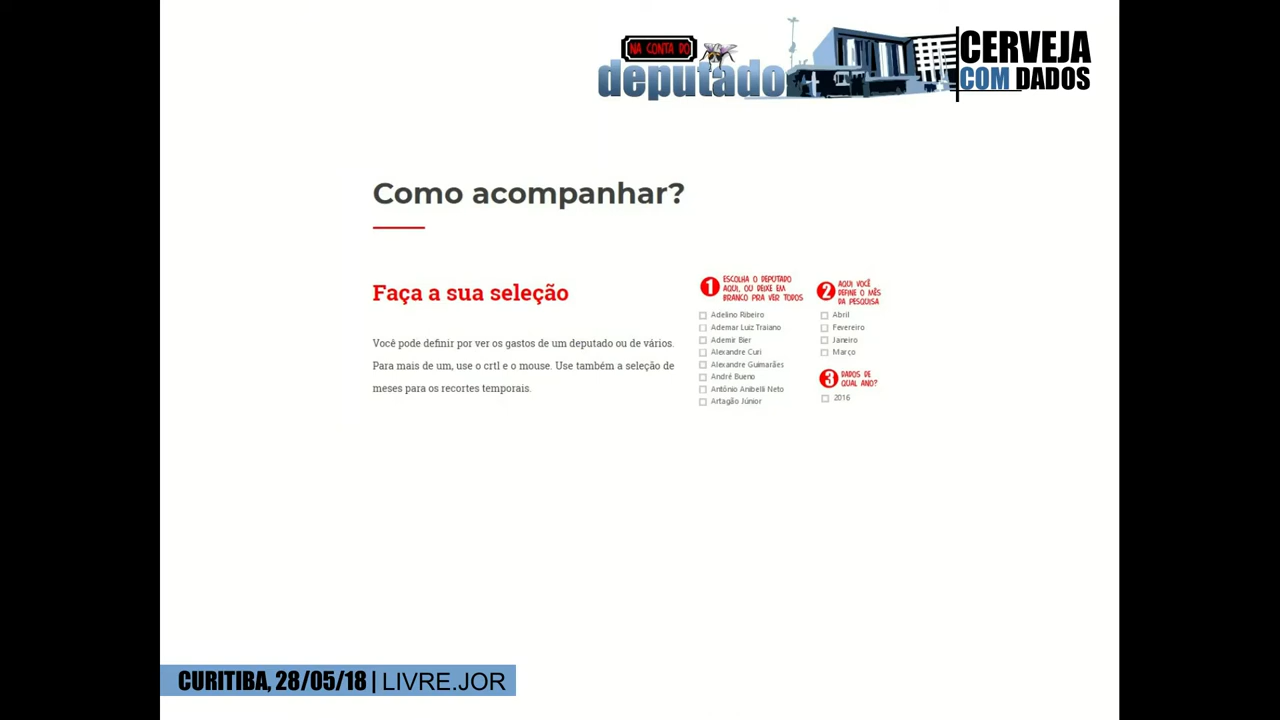 NA CONTA DO
deputado
CERVEJA
COM DADOS
Como acompanhar?
Faça a sua seleção
Você pode definir por ver os gastos de um deputado ou de vários.
Para mais de um, use o crtl e o mouse. Use também a seleção de
meses para os recortes temporais.
1 ESCOLHA O DEPUTADO
AQUI, OU DEIXE EM
BRANCO PRA VER TODOS
Adelino Ribeiro
Ademar Luiz Traiano
Ademir Bier
Alexandre Curi
Alexandre Guimarães
André Bueno
Antônio Anibelli Neto
Artagão Júnior
2 AQUI VOCÊ
DEFINE O MÊS
DA PESQUISA
Abril
Fevereiro
Janeiro
Março
3 DADOS DE
QUAL ANO?
2016
CURITIBA, 28/05/18 | LIVRE.JOR